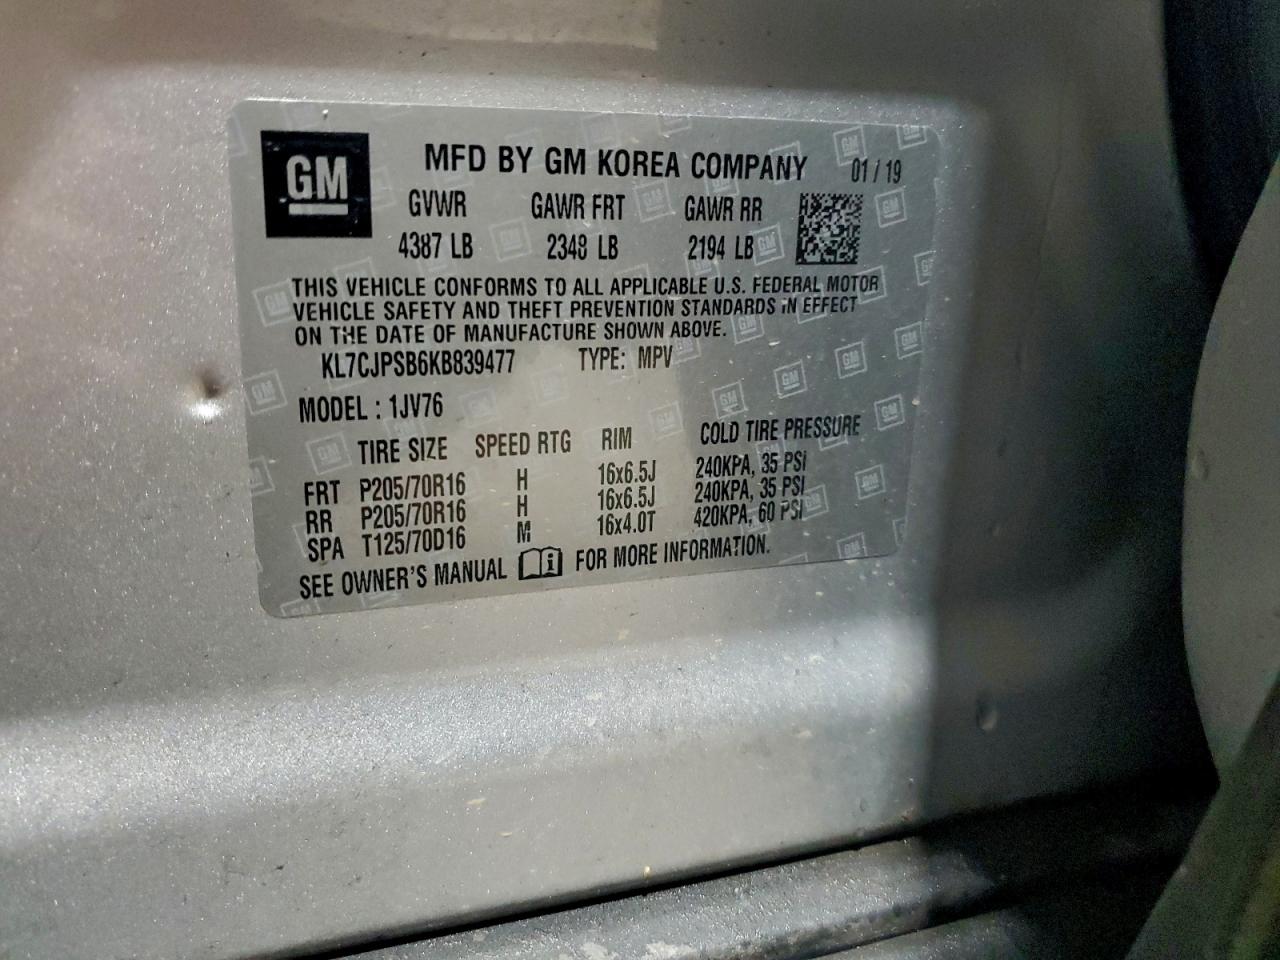 GM MFD BY GM KOREA COMPANY 01 / 19
GVWR GAWR FRT GAWR RR
4387 LB 2348 LB 2194 LB
THIS VEHICLE CONFORMS TO ALL APPLICABLE U.S. FEDERAL MOTOR
VEHICLE SAFETY AND THEFT PREVENTION STANDARDS IN EFFECT
ON THE DATE OF MANUFACTURE SHOWN ABOVE.
KL7CJPSB6KB839477 TYPE: MPV
MODEL : 1JV76
TIRE SIZE SPEED RTG RIM COLD TIRE PRESSURE
FRT P205/70R16 H 16x6.5J 240KPA, 35 PSI
RR P205/70R16 H 16x6.5J 240KPA, 35 PSI
SPA T125/70D16 M 16x4.0T 420KPA, 60 PSI
SEE OWNER'S MANUAL i FOR MORE INFORMATION.